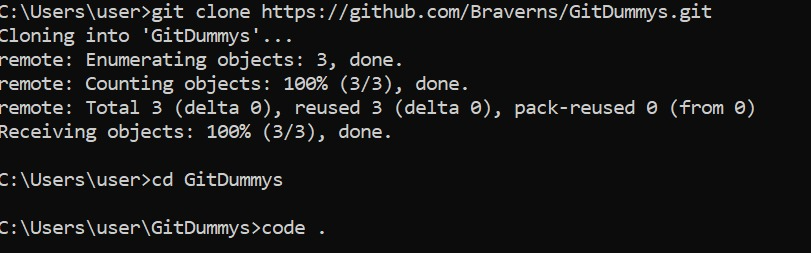 C:\Users\user>git clone https://github.com/Braverns/GitDummys.git
Cloning into 'GitDummys'...
remote: Enumerating objects: 3, done.
remote: Counting objects: 100% (3/3), done.
remote: Total 3 (delta 0), reused 3 (delta 0), pack-reused 0 (from 0)
Receiving objects: 100% (3/3), done.
C:\Users\user>cd GitDummys
C:\Users\user\GitDummys>code .